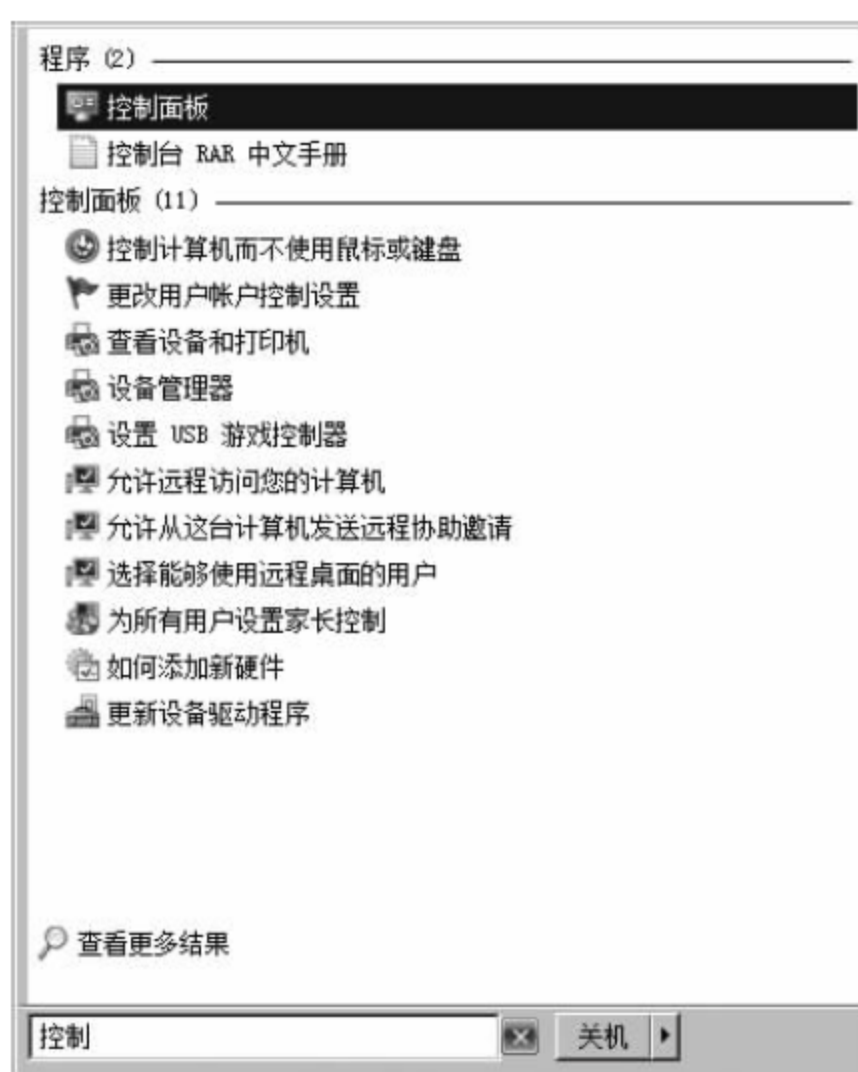 程序 (2)
控制面板
控制台 RAR 中文手册
控制面板 (11)
控制计算机而不使用鼠标或键盘
更改用户帐户控制设置
查看设备和打印机
设备管理器
设置 USB 游戏控制器
允许远程访问您的计算机
允许从这台计算机发送远程协助邀请
选择能够使用远程桌面的用户
为所有用户设置家长控制
如何添加新硬件
更新设备驱动程序
查看更多结果
控制 关机